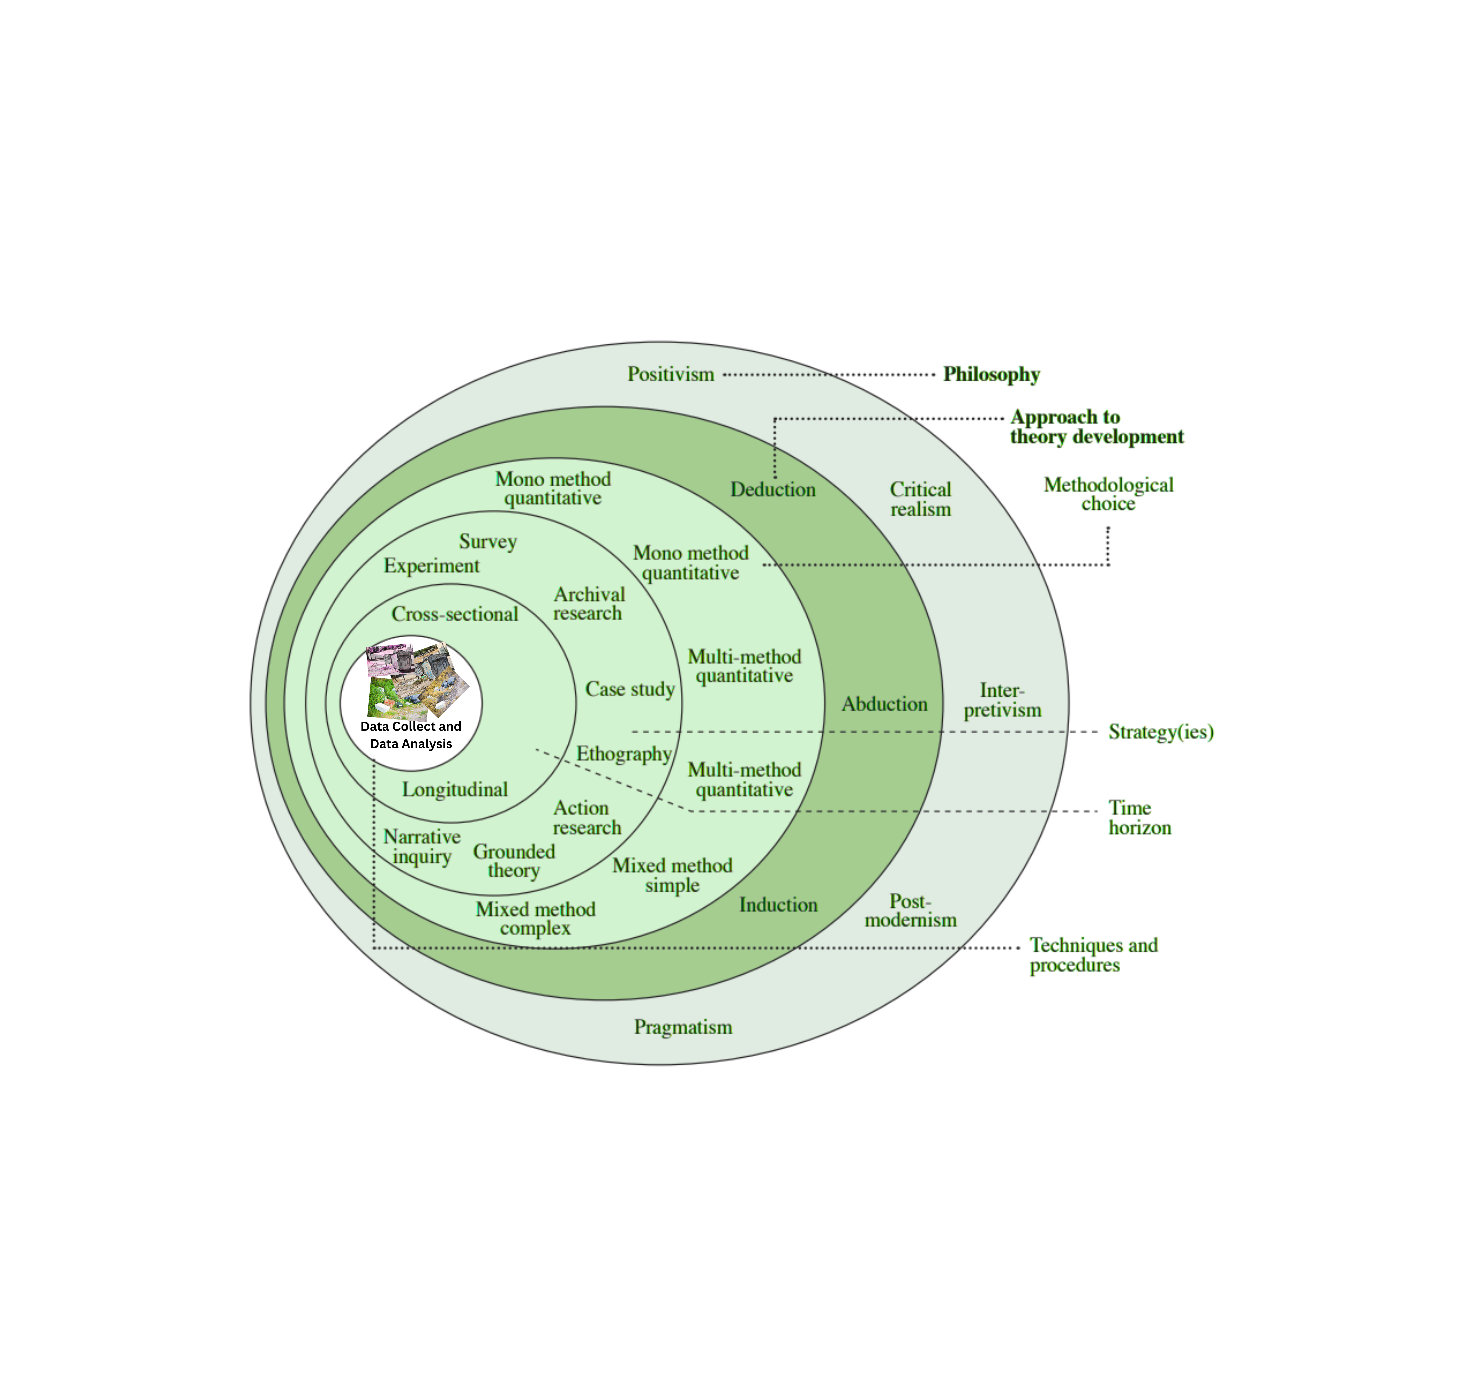 Positivism
Philosophy
Approach to
theory development
Deduction
Critical
realism
Methodological
choice
Mono method
quantitative
Survey
Experiment
Mono method
quantitative
Archival
research
Cross-sectional
Multi-method
quantitative
Case study
Abduction
Inter-
pretivism
Data Collect and
Data Analysis
Strategy(ies)
Ethography
Multi-method
quantitative
Longitudinal
Time
horizon
Action
research
Narrative
inquiry
Grounded
theory
Mixed method
simple
Mixed method
complex
Induction
Post-
modernism
Techniques and
procedures
Pragmatism